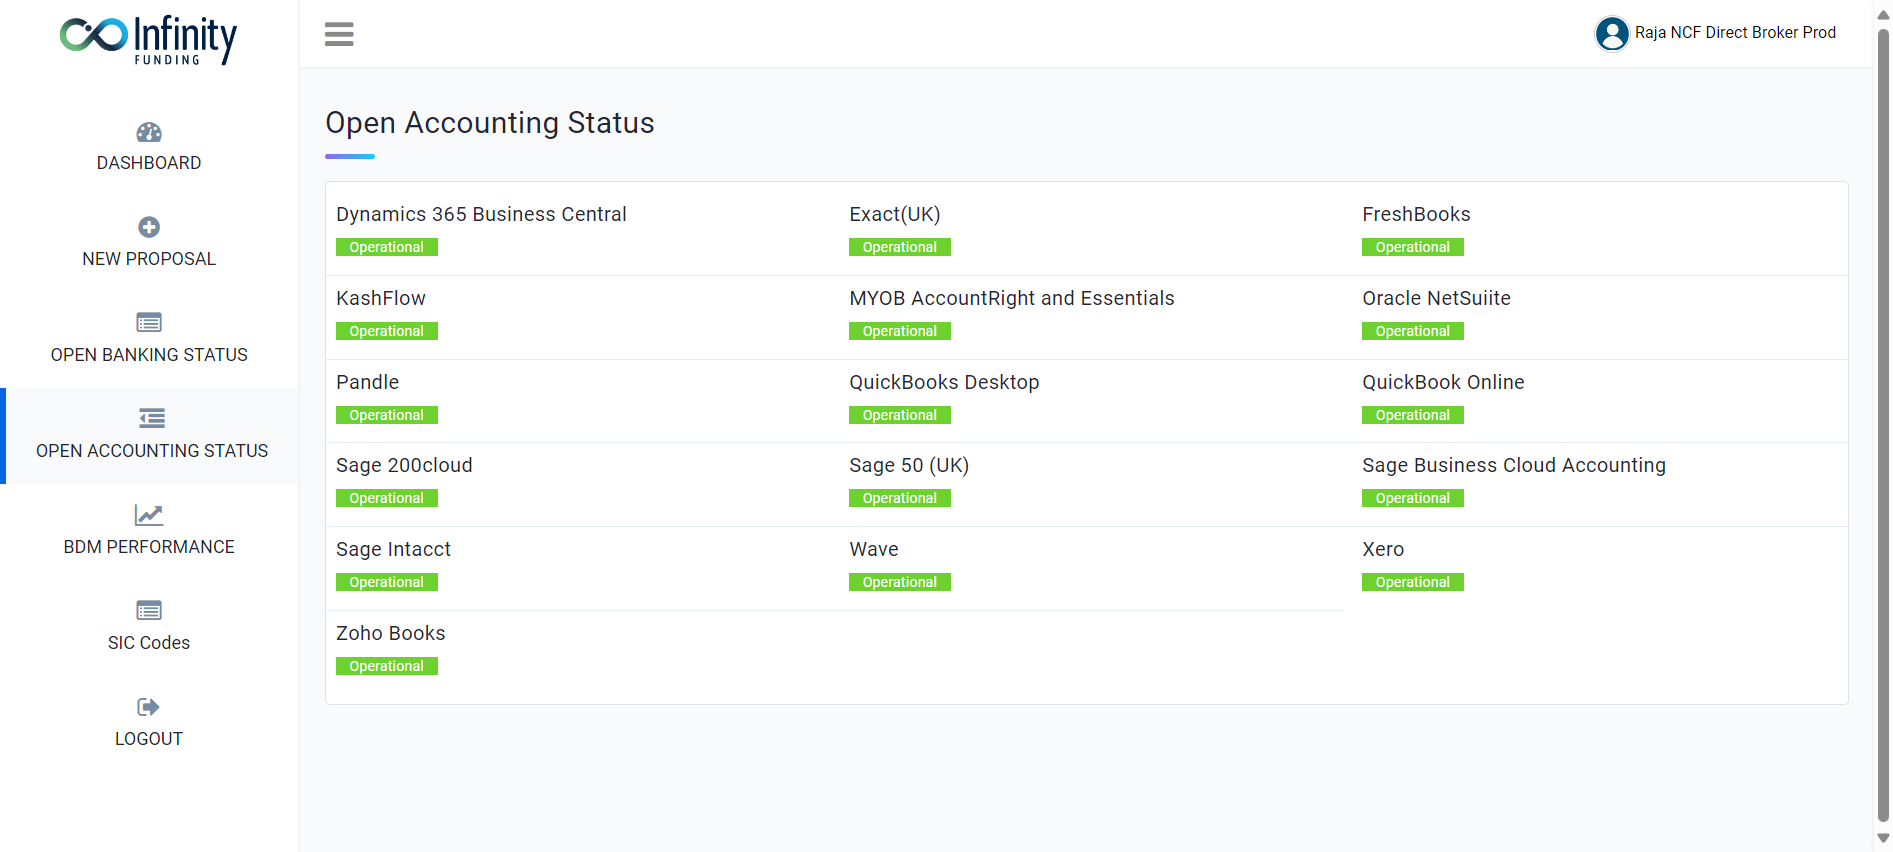 Infinity
FUNDING
Raja NCF Direct Broker Prod
DASHBOARD
NEW PROPOSAL
OPEN BANKING STATUS
OPEN ACCOUNTING STATUS
BDM PERFORMANCE
SIC Codes
LOGOUT
Open Accounting Status
Dynamics 365 Business Central
Operational
Exact(UK)
Operational
FreshBooks
Operational
KashFlow
Operational
MYOB AccountRight and Essentials
Operational
Oracle NetSuiite
Operational
Pandle
Operational
QuickBooks Desktop
Operational
QuickBook Online
Operational
Sage 200cloud
Operational
Sage 50 (UK)
Operational
Sage Business Cloud Accounting
Operational
Sage Intacct
Operational
Wave
Operational
Xero
Operational
Zoho Books
Operational